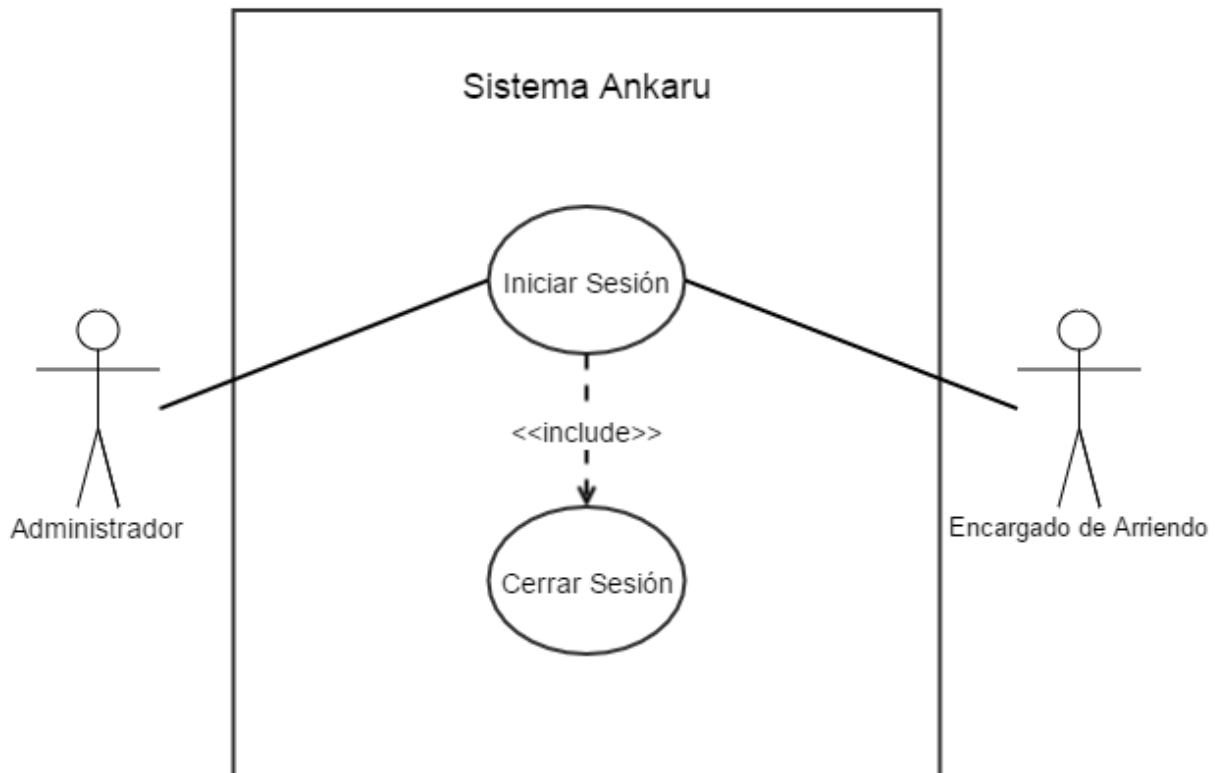 Sistema Ankaru
Iniciar Sesión
<<include>>
Administrador
Encargado de Arriendo
Cerrar Sesión